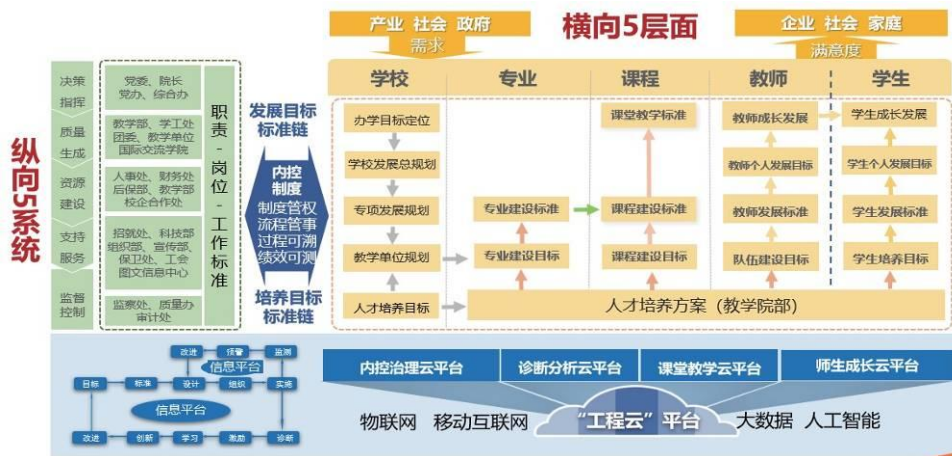 产业 社会 政府
需求
横向5层面
企业 社会 家庭
满意度
纵向5系统
决策
指挥
质量
生成
资源
建设
支持
服务
监督
控制
党委、院长
党办、综合办
教学部、学工处
团委、教学单位
国际交流学院
人事处、财务处
后保部、教学部
校企合作处
招就处、科技部
组织部、宣传部、
保卫处、工会
图文信息中心
监察处、质量办
审计处
职责-岗位-工作标准
发展目标
标准链
内控
制度
制度管权
流程管事
过程可溯
绩效可测
培养目标
标准链
学校
专业
课程
教师
学生
办学目标定位
课堂教学标准
教师成长发展
学生成长发展
学校发展总规划
教师个人发展目标
学生个人发展目标
专项发展规划
专业建设标准
课程建设标准
教师发展标准
学生发展标准
教学单位规划
专业建设目标
课程建设目标
队伍建设目标
学生培养目标
人才培养目标
人才培养方案（教学院部）
改进
预警
监测
信息平台
目标
标准
设计
组织
实施
信息平台
改进
创新
学习
激励
诊断
内控治理云平台
诊断分析云平台
课堂教学云平台
师生成长云平台
物联网 移动互联网
“工程云”平台
大数据 人工智能